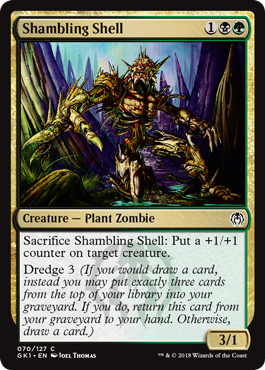 Shambling Shell 1
Creature — Plant Zombie
Sacrifice Shambling Shell: Put a +1/+1
counter on target creature.
Dredge 3 (If you would draw a card,
instead you may put exactly three cards
from the top of your library into your
graveyard. If you do, return this card from
your graveyard to your hand. Otherwise,
draw a card.)
3/1
070/127 C
GK1 • EN Joel Thomas
™ & © 2018 Wizards of the Coast